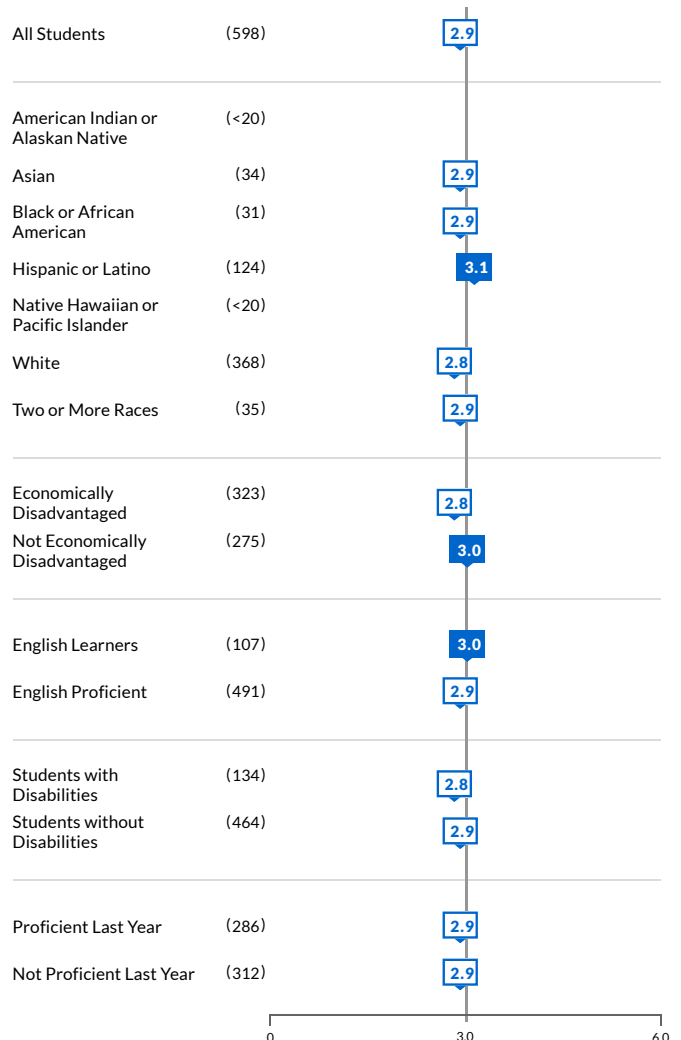 All Students (598) 2.9
American Indian or (<20)
Alaskan Native
Asian (34) 2.9
Black or African (31) 2.9
American
Hispanic or Latino (124) 3.1
Native Hawaiian or (<20)
Pacific Islander
White (368) 2.8
Two or More Races (35) 2.9
Economically (323) 2.8
Disadvantaged
Not Economically (275) 3.0
Disadvantaged
English Learners (107) 3.0
English Proficient (491) 2.9
Students with (134) 2.8
Disabilities
Students without (464) 2.9
Disabilities
Proficient Last Year (286) 2.9
Not Proficient Last Year (312) 2.9
0 3.0 6.0